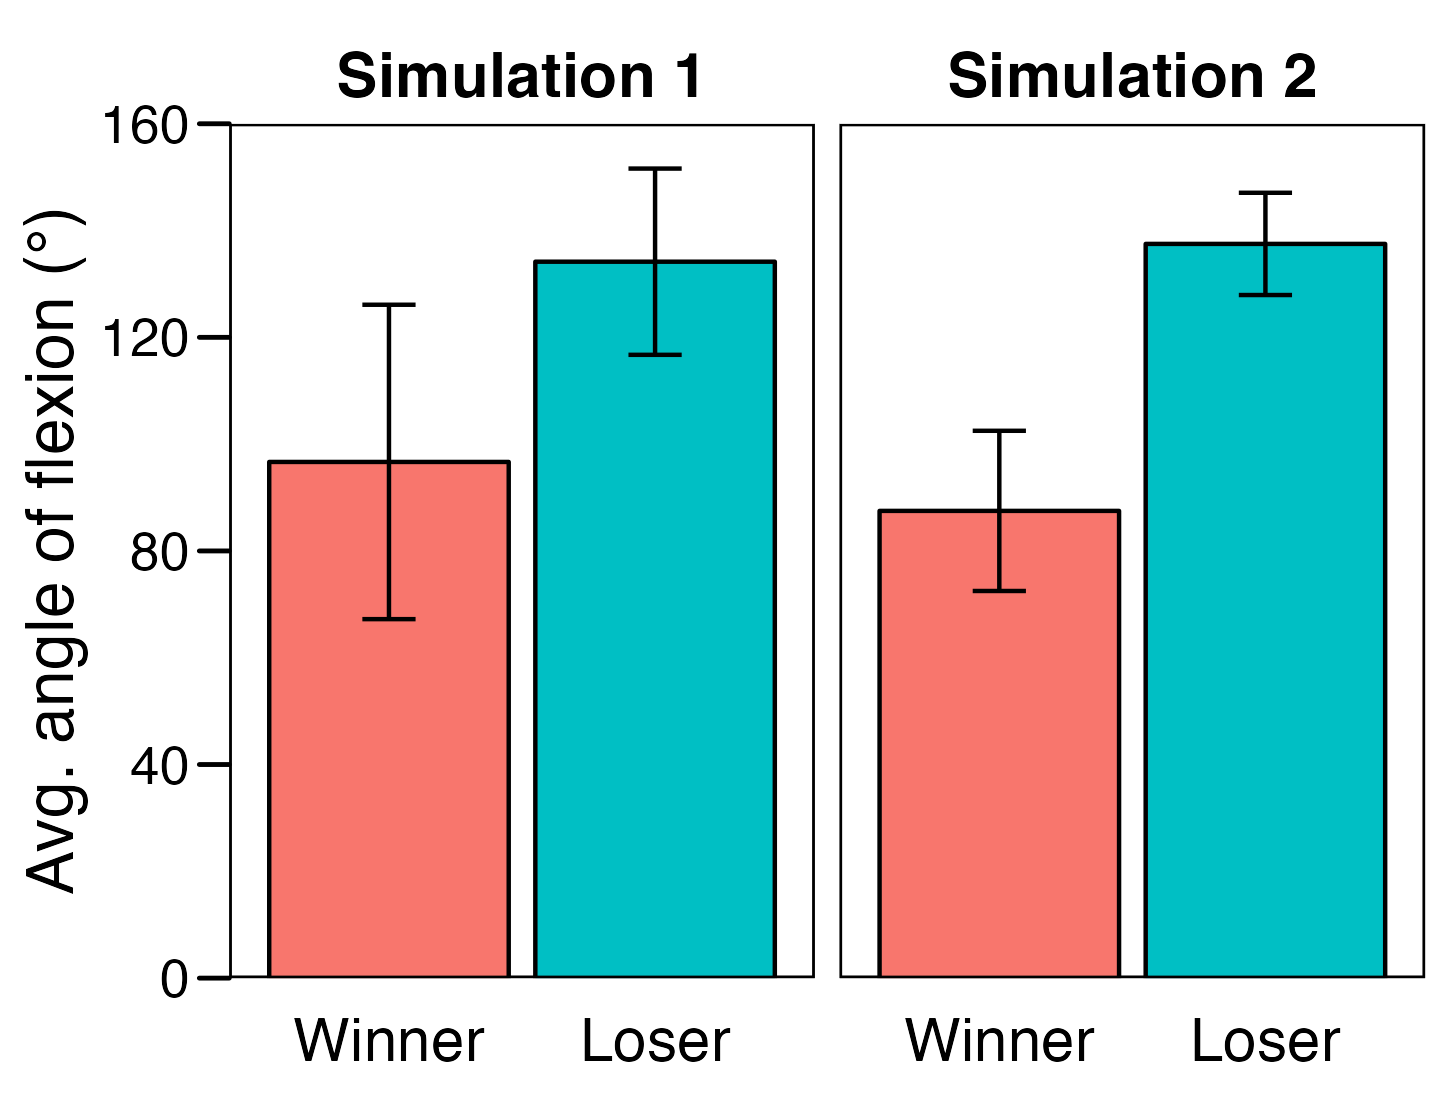 Simulation 1
Simulation 2
Avg. angle of flexion (°)
160
120
80
40
0
Winner
Loser
Winner
Loser